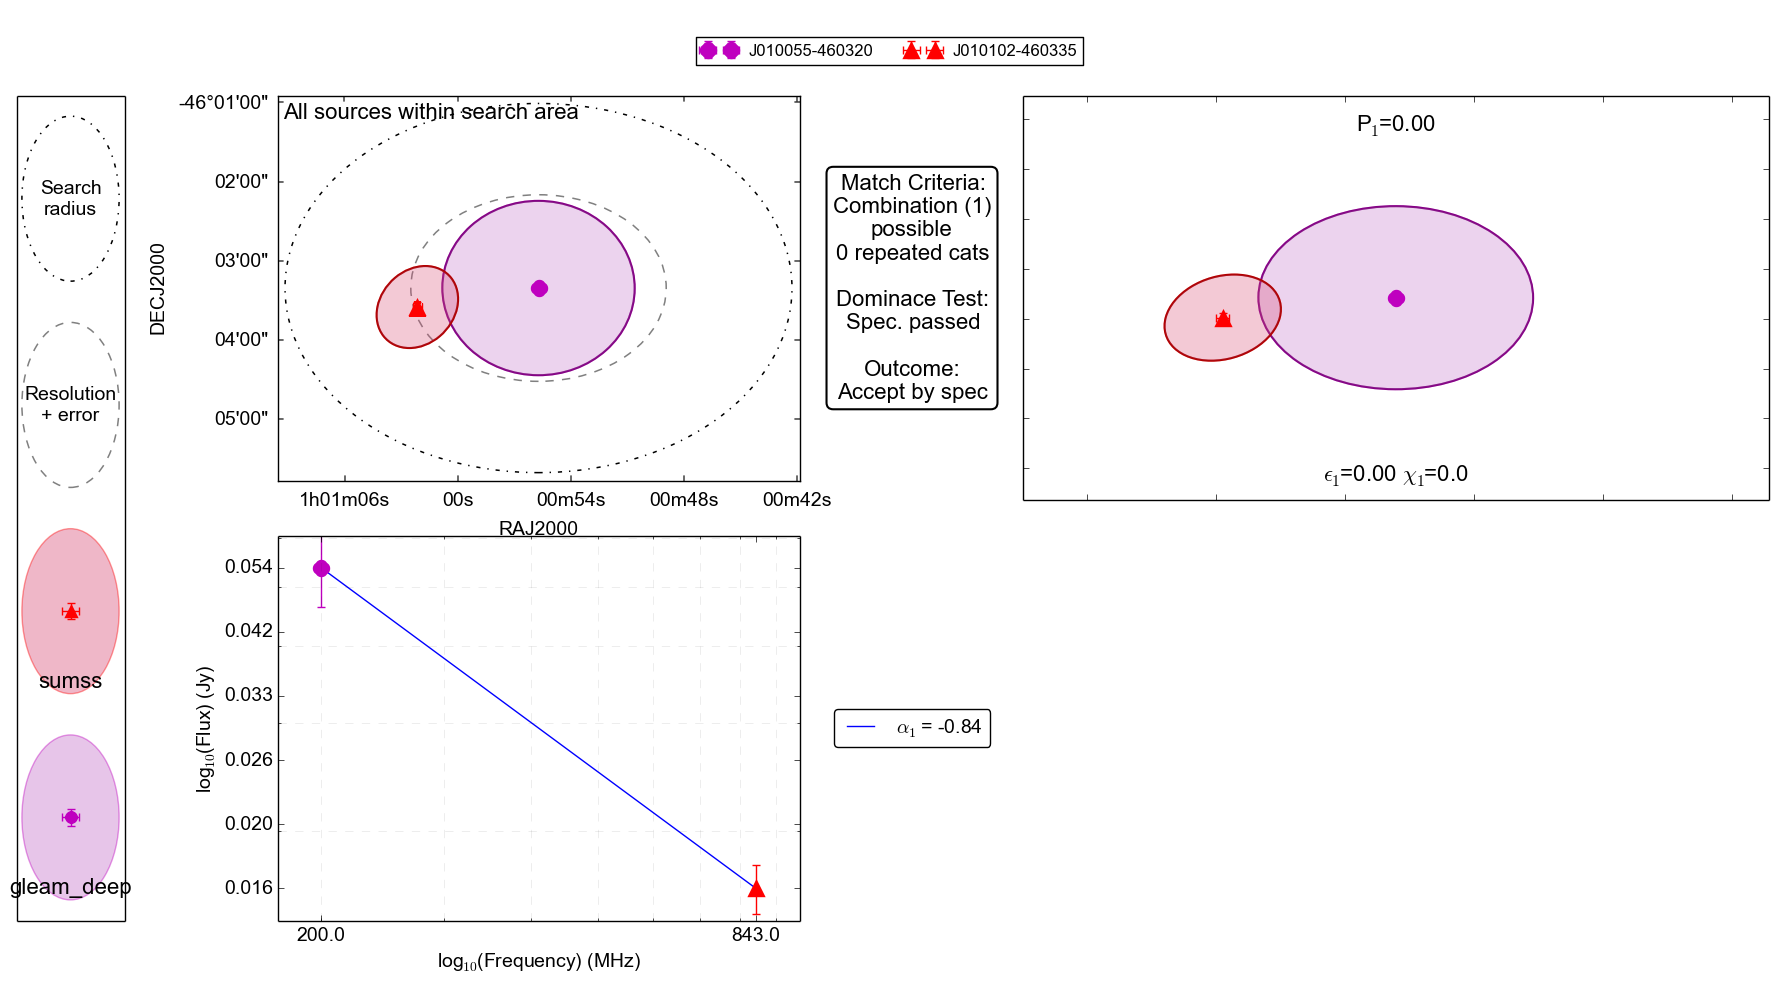 J010055-460320 J010102-460335
Search
radius
Resolution
+ error
sumss
gleam_deep
All sources within search area
DECJ2000
-46°01'00"
02'00"
03'00"
04'00"
05'00"
1h01m06s 00s 00m54s 00m48s 00m42s
RAJ2000
Match Criteria:
Combination (1)
possible
0 repeated cats
Dominace Test:
Spec. passed
Outcome:
Accept by spec
P₁=0.00
ϵ₁=0.00 χ₁=0.0
log₁₀(Flux) (Jy)
0.054
0.042
0.033
0.026
0.020
0.016
200.0 843.0
log₁₀(Frequency) (MHz)
α₁ = -0.84